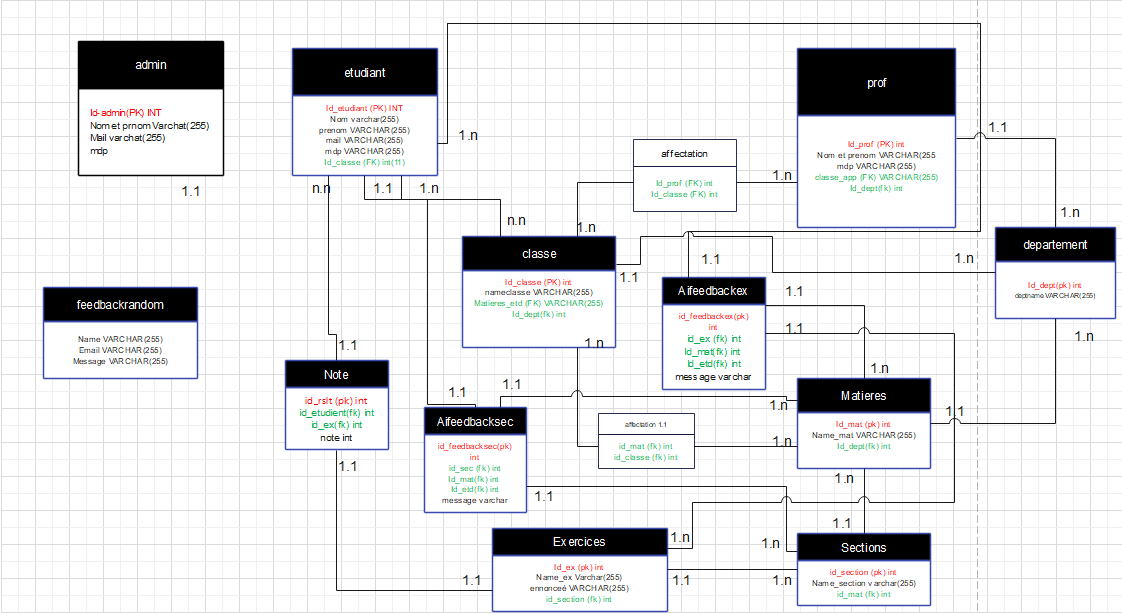 admin
Id-admin(PK) INT
Nom et prnom Varchat(255)
Mail varchat(255)
mdp
1.1
etudiant
Id_etudiant (PK) INT
Nom varchar(255)
prenom VARCHAR(255)
mail VARCHAR(255)
mdp VARCHAR(255)
Id_classe (FK) int(11)
1.n
n.n
1.1
1.n
affectation
Id_prof (FK) int
Id_classe (FK) int
1.n
1.n
prof
Id_prof (PK) int
Nom et prenom VARCHAR(255
mdp VARCHAR(255)
classe_app (FK) VARCHAR(255)
Id_dept(fk) int
1.1
1.n
departement
Id_dept(pk) int
deptname VARCHAR(255)
1.n
1.n
n.n
classe
Id_classe (PK) int
nameclasse VARCHAR(255)
Matieres_etd (FK) VARCHAR(255)
Id_dept(fk) int
1.1
1.n
1.1
Aifeedbackex
id_feedbackex(pk)
int
id_ex (fk) int
Id_mat(fk) int
Id_etd(fk) int
message varchar
1.1
1.1
feedbackrandom
Name VARCHAR(255)
Email VARCHAR(255)
Message VARCHAR(255)
1.1
Note
id_rslt (pk) int
id_etudient(fk) int
id_ex(fk) int
note int
1.1
1.1
1.1
Aifeedbacksec
id_feedbacksec(pk)
int
id_sec (fk) int
Id_mat(fk) int
Id_etd(fk) int
message varchar
1.1
affectation 1.1
id_mat (fk) int
id_classe (fk) int
1.n
1.n
1.n
Matieres
Id_mat (pk) int
Name_mat VARCHAR(255)
Id_dept(fk) int
1.1
1.n
1.1
Exercices
Id_ex (pk) int
Name_ex Varchar(255)
ennonceé VARCHAR(255)
id_section (fk) int
1.1
1.n
1.1
1.n
1.n
Sections
id_section (pk) int
Name_section varchar(255)
id_mat (fk) int